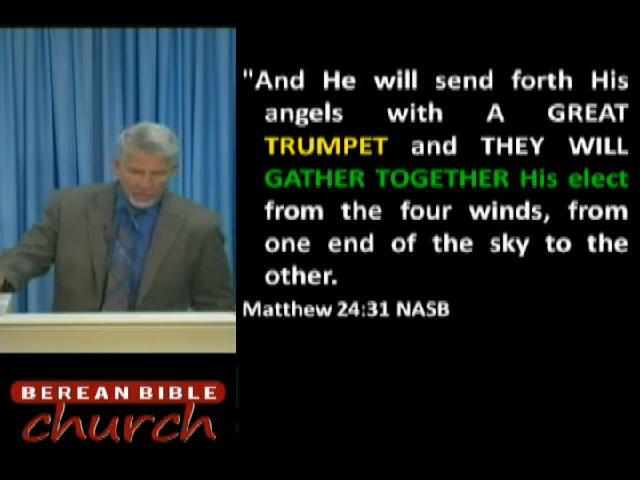 "And He will send forth His
angels with A GREAT
TRUMPET and THEY WILL
GATHER TOGETHER His elect
from the four winds, from
one end of the sky to the
other.
Matthew 24:31 NASB
BEREAN BIBLE
church